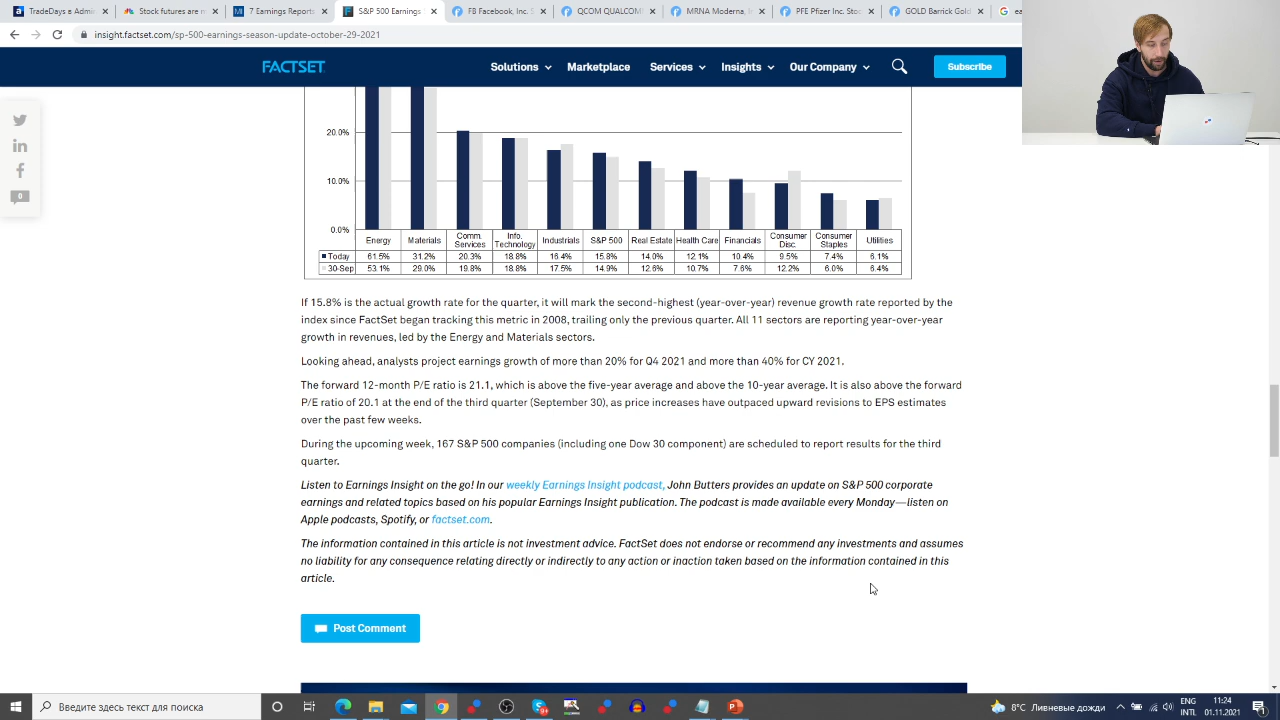 TradeDays в Admir
Stock futures are n
7 Earnings Reports
S&P 500 Earnings
FB Facebook, Inc. S
QCOM QUALCOMM
MRNA Moderna, I
PFE Pfizer Inc. Stoc
GOLD Barrick Gold
ea
insight.factset.com/sp-500-earnings-season-update-october-29-2021
FACTSET
Solutions
Marketplace
Services
Insights
Our Company
Subscribe
0
20.0%
10.0%
0.0%
Energy Materials Comm. Services Info. Technology Industrials S&P 500 Real Estate Health Care Financials Consumer Disc. Consumer Staples Utilities
Today 61.5% 31.2% 20.3% 18.8% 16.4% 15.8% 14.0% 12.1% 10.4% 9.5% 7.4% 6.1%
30-Sep 53.1% 29.0% 19.8% 18.8% 17.5% 14.9% 12.6% 10.7% 7.6% 12.2% 6.0% 6.4%
If 15.8% is the actual growth rate for the quarter, it will mark the second-highest (year-over-year) revenue growth rate reported by the
index since FactSet began tracking this metric in 2008, trailing only the previous quarter. All 11 sectors are reporting year-over-year
growth in revenues, led by the Energy and Materials sectors.
Looking ahead, analysts project earnings growth of more than 20% for Q4 2021 and more than 40% for CY 2021.
The forward 12-month P/E ratio is 21.1, which is above the five-year average and above the 10-year average. It is also above the forward
P/E ratio of 20.1 at the end of the third quarter (September 30), as price increases have outpaced upward revisions to EPS estimates
over the past few weeks.
During the upcoming week, 167 S&P 500 companies (including one Dow 30 component) are scheduled to report results for the third
quarter.
Listen to Earnings Insight on the go! In our weekly Earnings Insight podcast, John Butters provides an update on S&P 500 corporate
earnings and related topics based on his popular Earnings Insight publication. The podcast is made available every Monday—listen on
Apple podcasts, Spotify, or factset.com.
The information contained in this article is not investment advice. FactSet does not endorse or recommend any investments and assumes
no liability for any consequence relating directly or indirectly to any action or inaction taken based on the information contained in this
article.
Post Comment
Введите здесь текст для поиска
8°C Ливневые дожди
ENG
INTL
11:24
01.11.2021